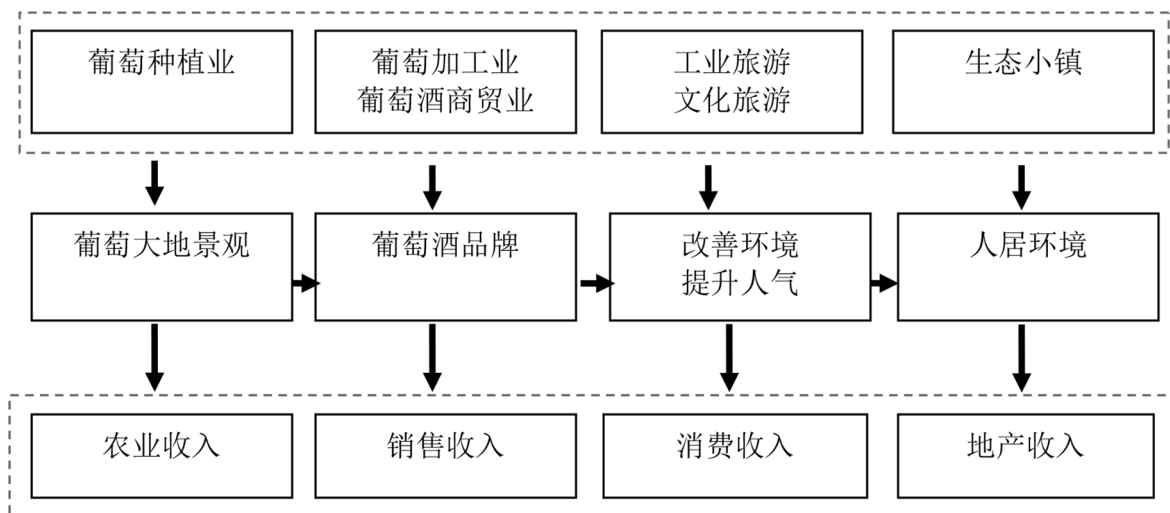 葡萄种植业
葡萄加工业
葡萄酒商贸业
工业旅游
文化旅游
生态小镇
葡萄大地景观
葡萄酒品牌
改善环境
提升人气
人居环境
农业收入
销售收入
消费收入
地产收入